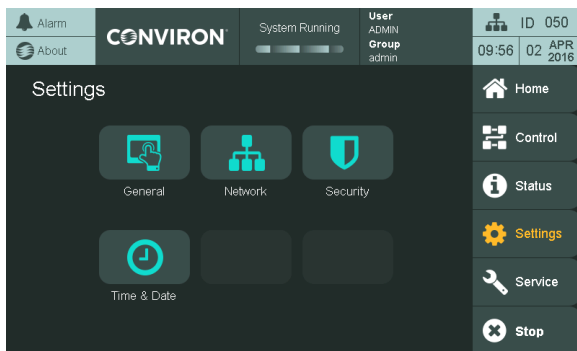 Alarm
About
CONVIRON
System Running
User
ADMIN
Group
admin
ID 050
09:56 02 APR 2016
Settings
General
Network
Security
Time & Date
Home
Control
Status
Settings
Service
Stop